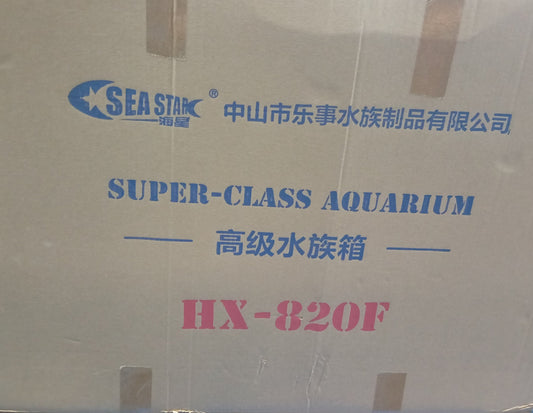 SEA STAR® 中山市乐事水族制品有限公司
海星
SUPER-CLASS AQUARIUM
高级水族箱
HX-820F